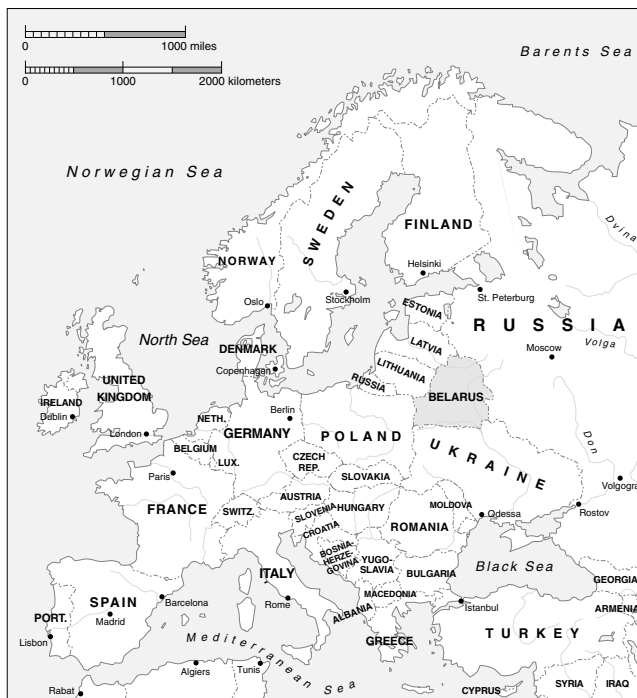 0 1000 miles
0 1000 2000 kilometers
Barents Sea
Norwegian Sea
Dvina
SWEDEN
FINLAND
NORWAY
Helsinki
Oslo
Stockholm
St. Peterburg
ESTONIA
RUSSIA
North Sea
Volga
LATVIA
DENMARK
Moscow
Copenhagen
LITHUANIA
RUSSIA
UNITED
KINGDOM
IRELAND
BELARUS
Dublin
Berlin
NETH.
London
GERMANY
POLAND
Don
UKRAINE
BELGIUM
CZECH
REP.
LUX.
Paris
SLOVAKIA
Volgogra
AUSTRIA
FRANCE
SWITZ.
SLOVENIA
HUNGARY
MOLDOVA
Rostov
Odessa
CROATIA
ROMANIA
BOSNIA-
HERZE-
GOVINA
YUGO-
SLAVIA
Black Sea
ITALY
BULGARIA
GEORGIA
MACEDONIA
SPAIN
Barcelona
Rome
Istanbul
ARMENIA
PORT.
Madrid
ALBANIA
Lisbon
GREECE
TURKEY
Mediterranean Sea
Algiers
Tunis
Rabat
CYPRUS
SYRIA
IRAQ